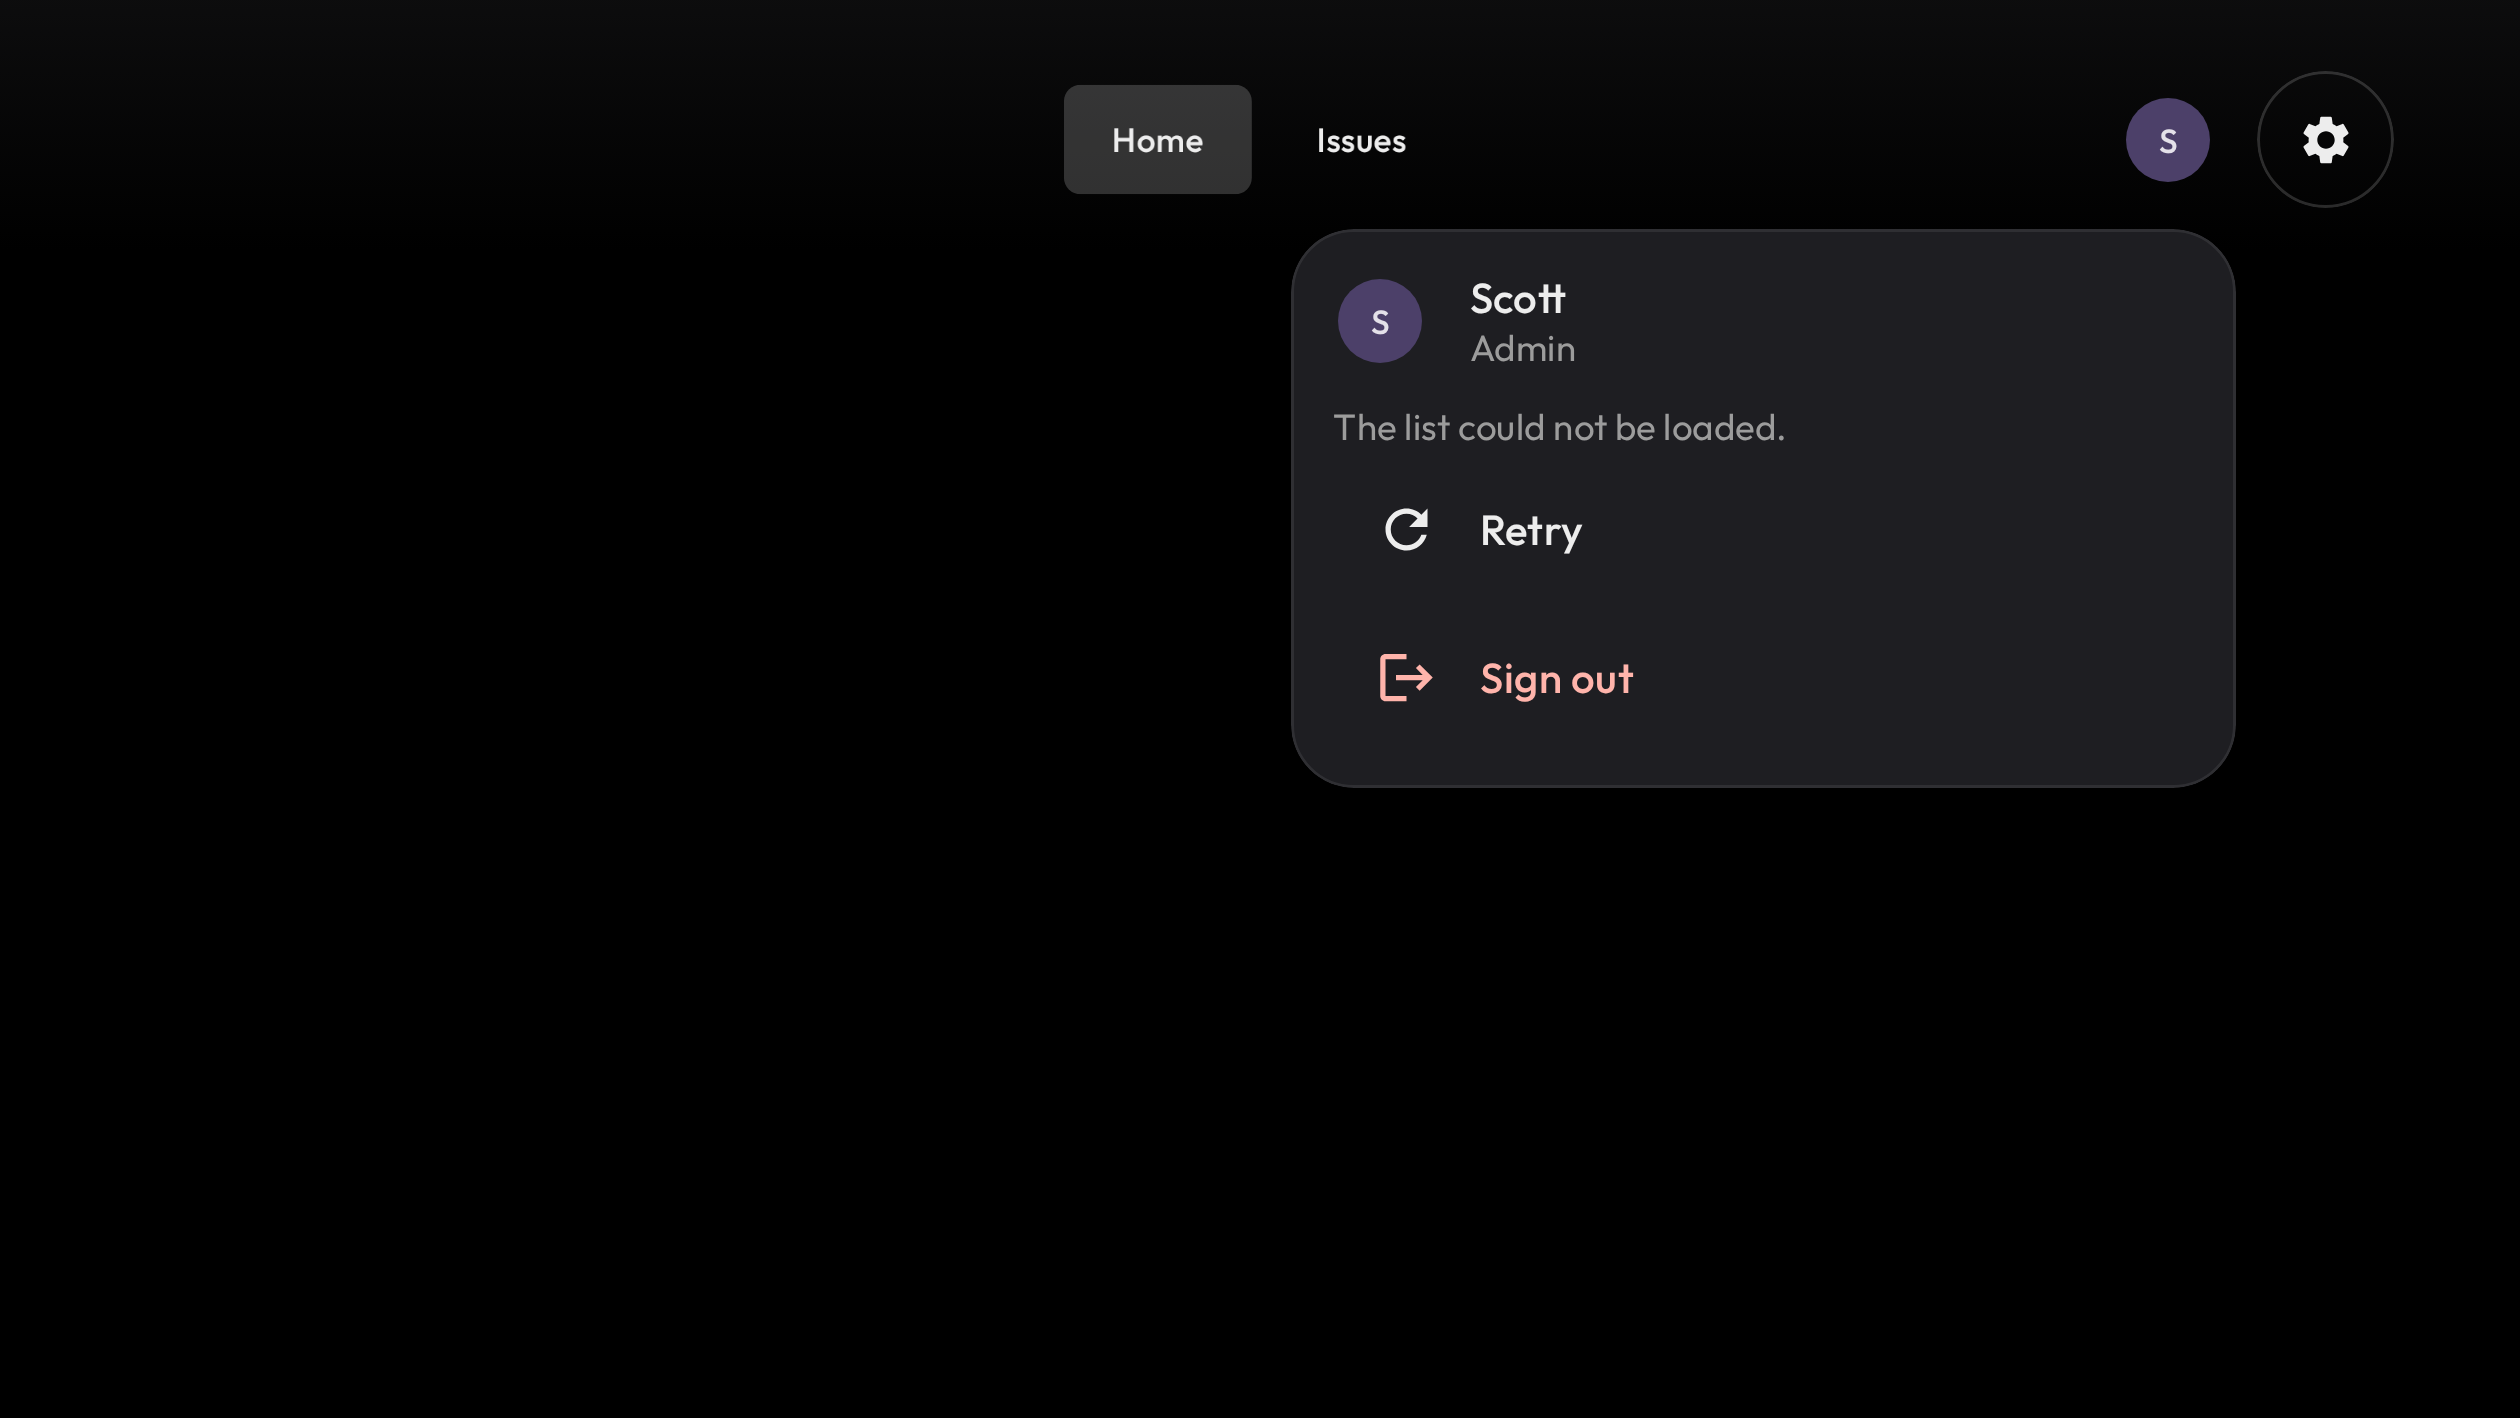 Home
Issues
S
S
Scott
Admin
The list could not be loaded.
Retry
Sign out